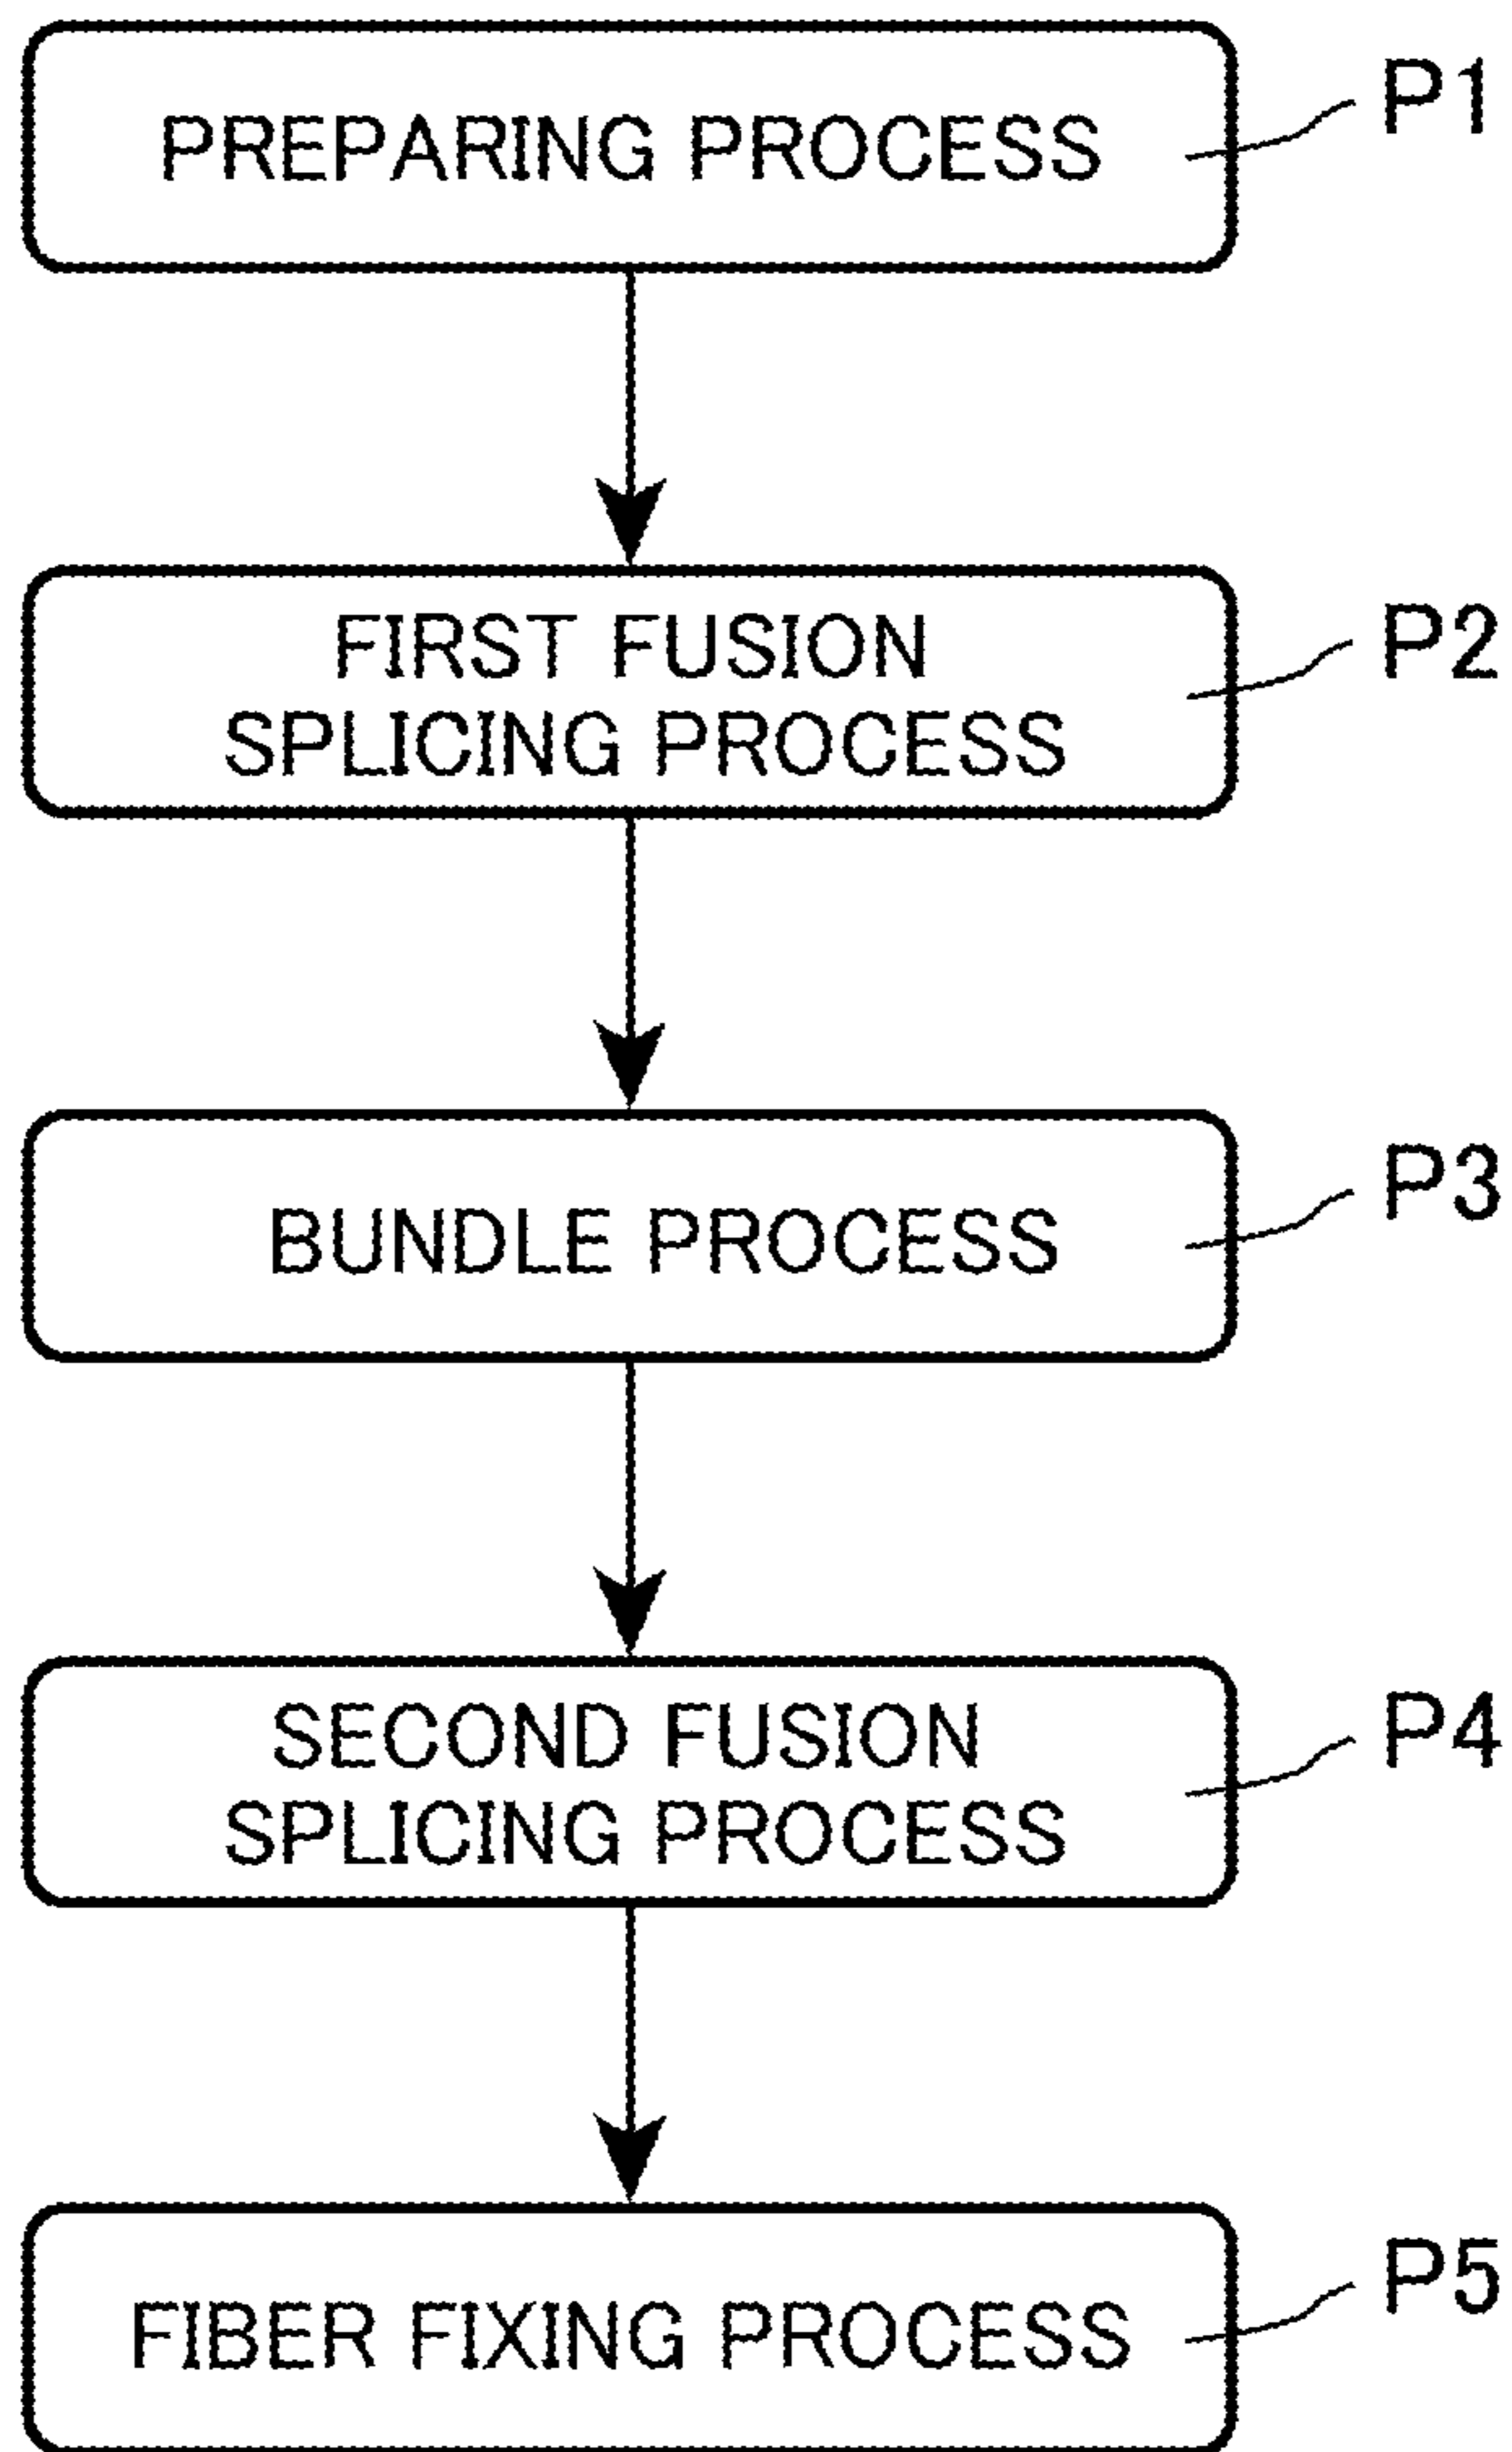 PREPARING PROCESS
P1
FIRST FUSION
SPLICING PROCESS
P2
BUNDLE PROCESS
P3
SECOND FUSION
SPLICING PROCESS
P4
FIBER FIXING PROCESS
P5